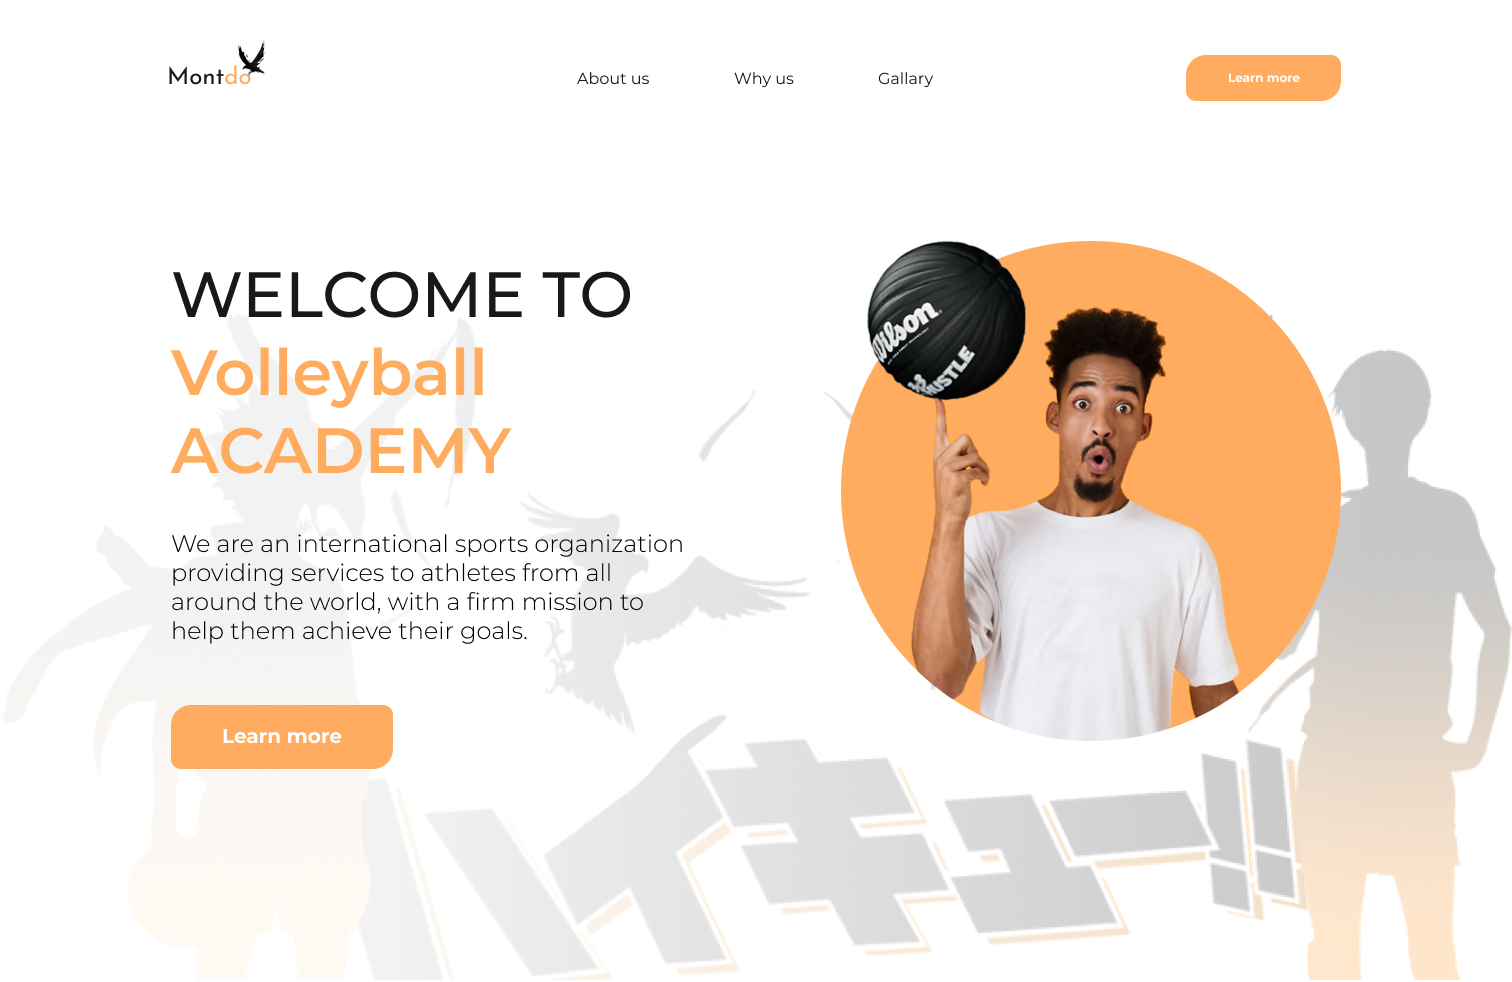 Montdo
About us
Why us
Gallary
Learn more
WELCOME TO
Volleyball
ACADEMY
Wilson
HUSTLE
We are an international sports organization
providing services to athletes from all
around the world, with a firm mission to
help them achieve their goals.
Learn more
ハイキュー!!